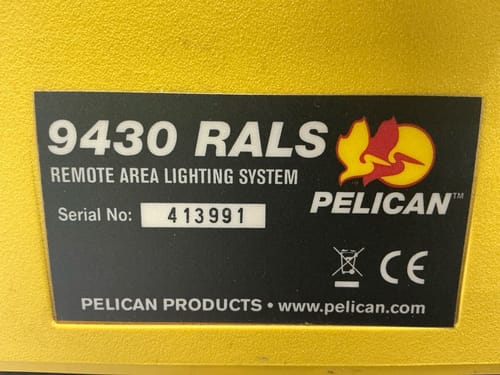 9430 RALS
REMOTE AREA LIGHTING SYSTEM
PELICAN™
Serial No: 413991
CE
PELICAN PRODUCTS • www.pelican.com